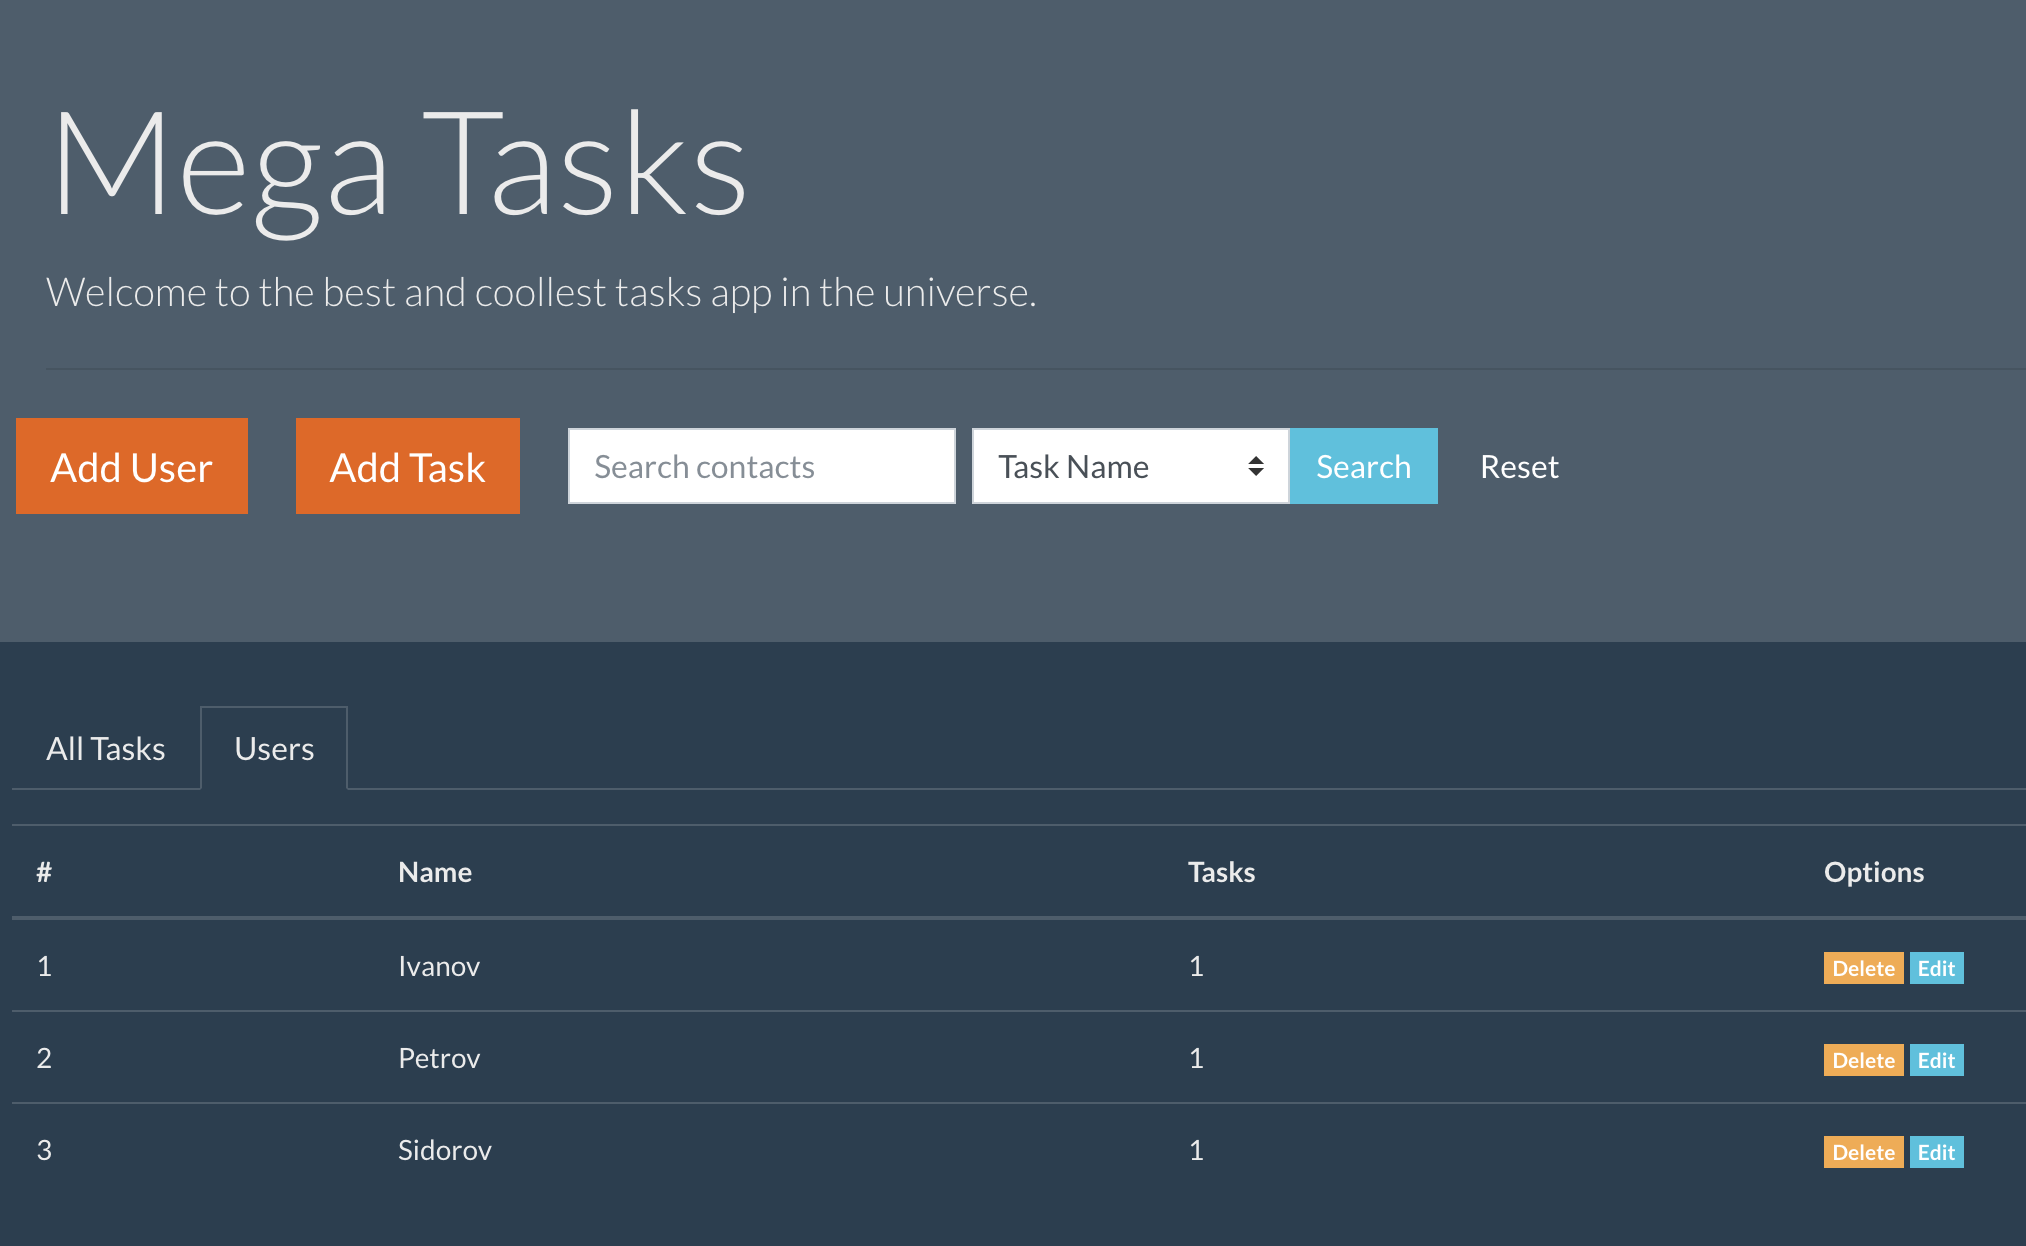 Mega Tasks
Welcome to the best and coollest tasks app in the universe.
Add User Add Task Search contacts Task Name Search Reset
All Tasks Users
# Name Tasks Options
1 Ivanov 1 Delete Edit
2 Petrov 1 Delete Edit
3 Sidorov 1 Delete Edit